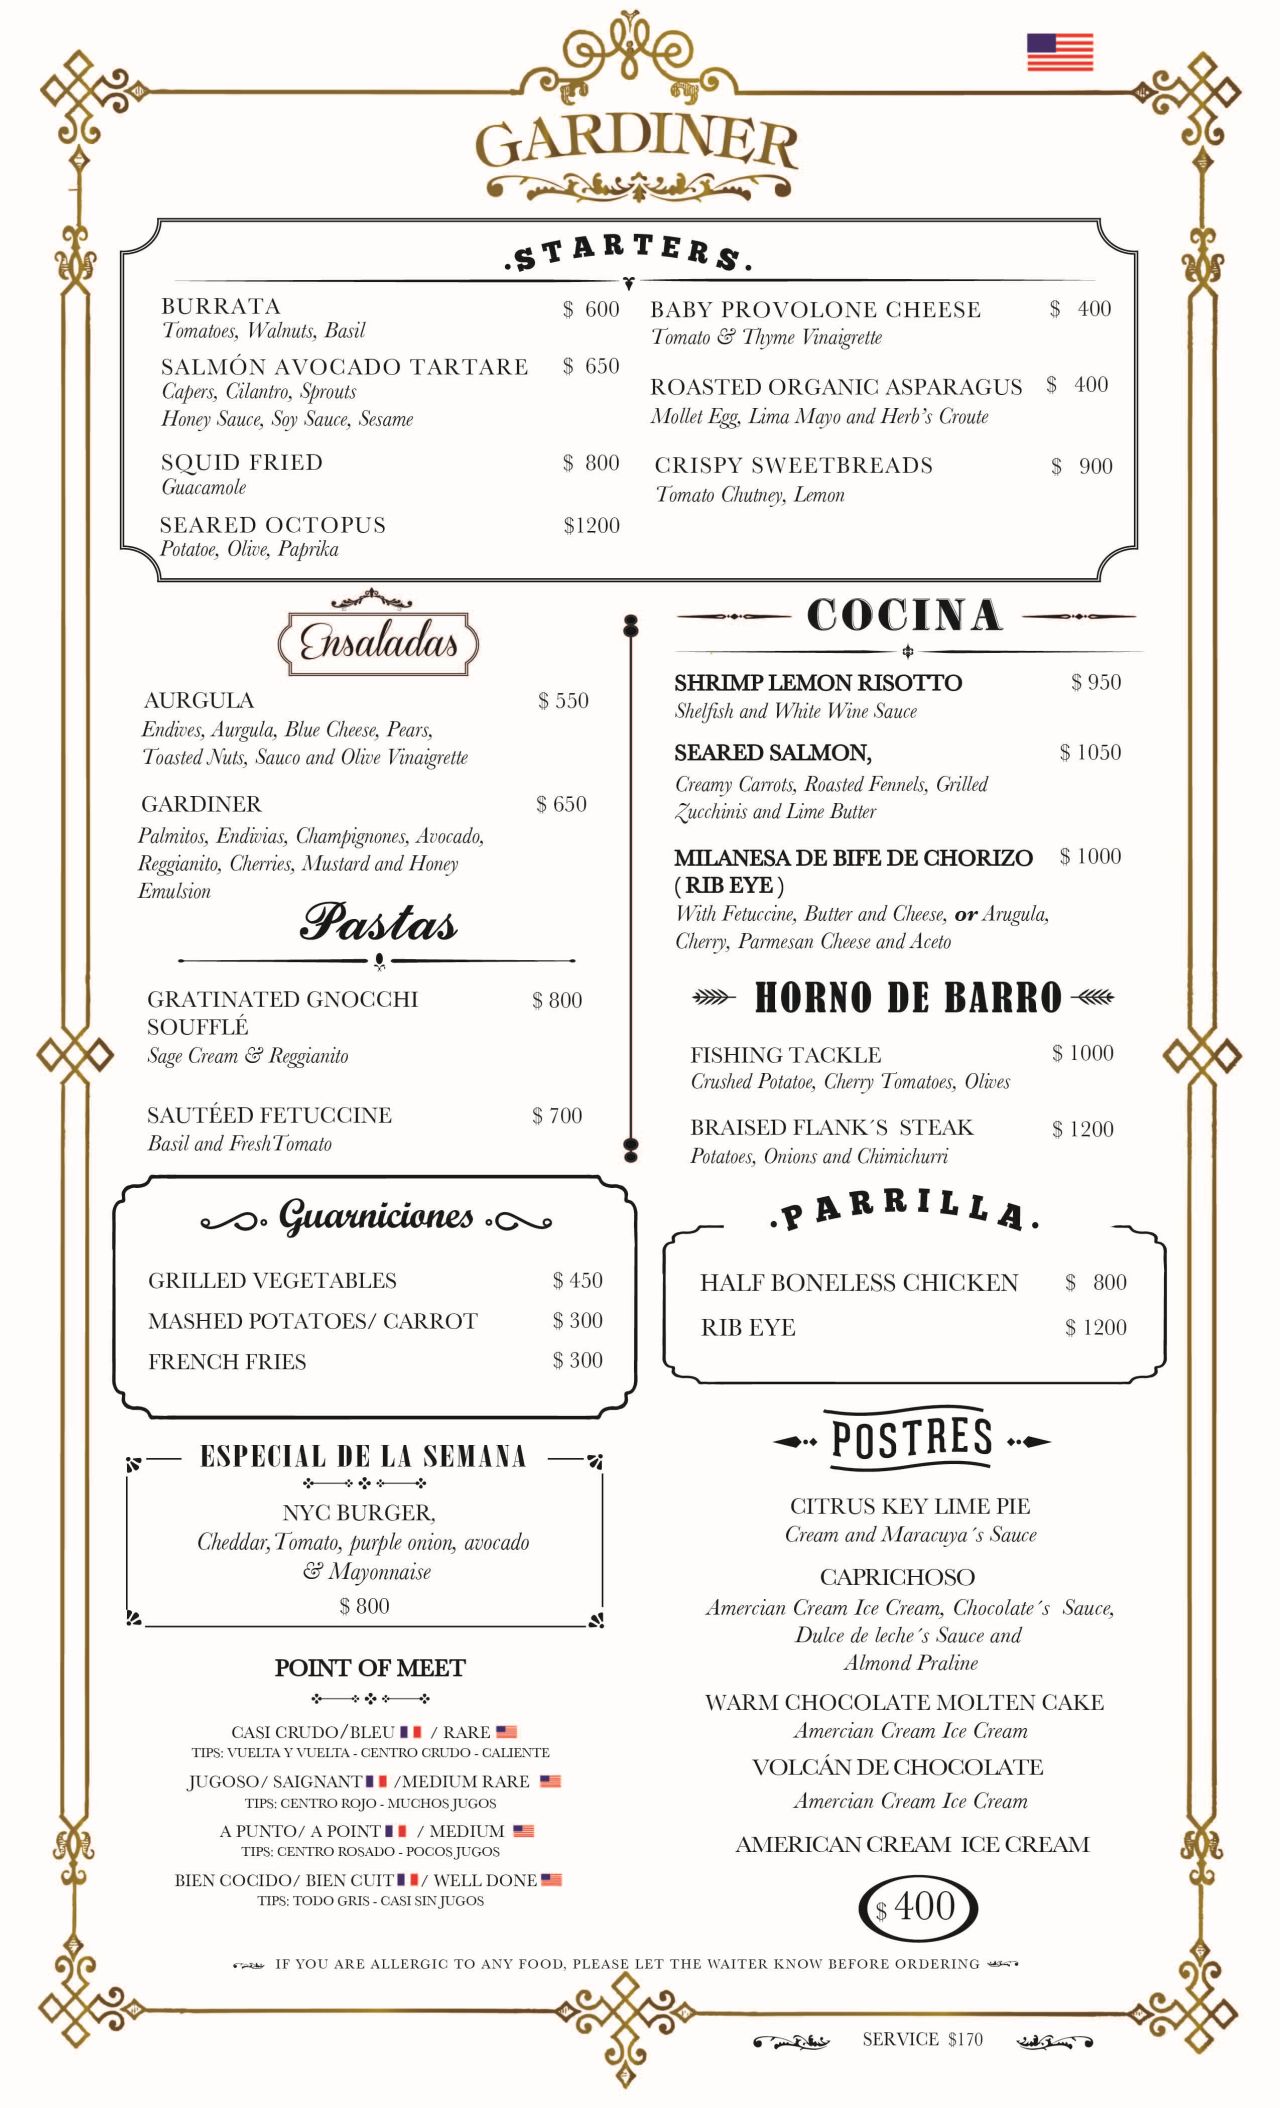 GARDINER
.STARTERS.
BURRATA $ 600
Tomatoes, Walnuts, Basil
SALMÓN AVOCADO TARTARE $ 650
Capers, Cilantro, Sprouts
Honey Sauce, Soy Sauce, Sesame
SQUID FRIED $ 800
Guacamole
SEARED OCTOPUS $1200
Potatoe, Olive, Paprika
BABY PROVOLONE CHEESE $ 400
Tomato & Thyme Vinaigrette
ROASTED ORGANIC ASPARAGUS $ 400
Mollet Egg, Lima Mayo and Herb's Croute
CRISPY SWEETBREADS $ 900
Tomato Chutney, Lemon
Ensaladas
AURGULA $ 550
Endives, Aurgula, Blue Cheese, Pears,
Toasted Nuts, Sauco and Olive Vinaigrette
GARDINER $ 650
Palmitos, Endivias, Champignones, Avocado,
Reggianito, Cherries, Mustard and Honey
Emulsion
Pastas
GRATINATED GNOCCHI $ 800
SOUFFLÉ
Sage Cream & Reggianito
SAUTÉED FETUCCINE $ 700
Basil and FreshTomato
Guarniciones
GRILLED VEGETABLES $ 450
MASHED POTATOES/ CARROT $ 300
FRENCH FRIES $ 300
ESPECIAL DE LA SEMANA
NYC BURGER,
Cheddar, Tomato, purple onion, avocado
& Mayonnaise
$ 800
POINT OF MEET
CASI CRUDO/BLEU / RARE
TIPS: VUELTA Y VUELTA - CENTRO CRUDO - CALIENTE
JUGOSO/ SAIGNANT /MEDIUM RARE
TIPS: CENTRO ROJO - MUCHOS JUGOS
A PUNTO/ A POINT / MEDIUM
TIPS: CENTRO ROSADO - POCOS JUGOS
BIEN COCIDO/ BIEN CUIT / WELL DONE
TIPS: TODO GRIS - CASI SIN JUGOS
COCINA
SHRIMP LEMON RISOTTO $ 950
Shelfish and White Wine Sauce
SEARED SALMON, $ 1050
Creamy Carrots, Roasted Fennels, Grilled
Zucchinis and Lime Butter
MILANESA DE BIFE DE CHORIZO $ 1000
( RIB EYE )
With Fetuccine, Butter and Cheese, or Arugula,
Cherry, Parmesan Cheese and Aceto
HORNO DE BARRO
FISHING TACKLE $ 1000
Crushed Potatoe, Cherry Tomatoes, Olives
BRAISED FLANK´S STEAK $ 1200
Potatoes, Onions and Chimichurri
.PARRILLA.
HALF BONELESS CHICKEN $ 800
RIB EYE $ 1200
POSTRES
CITRUS KEY LIME PIE
Cream and Maracuya´s Sauce
CAPRICHOSO
Amercian Cream Ice Cream, Chocolate´s Sauce,
Dulce de leche´s Sauce and
Almond Praline
WARM CHOCOLATE MOLTEN CAKE
Amercian Cream Ice Cream
VOLCÁN DE CHOCOLATE
Amercian Cream Ice Cream
AMERICAN CREAM ICE CREAM
$ 400
IF YOU ARE ALLERGIC TO ANY FOOD, PLEASE LET THE WAITER KNOW BEFORE ORDERING
SERVICE $170